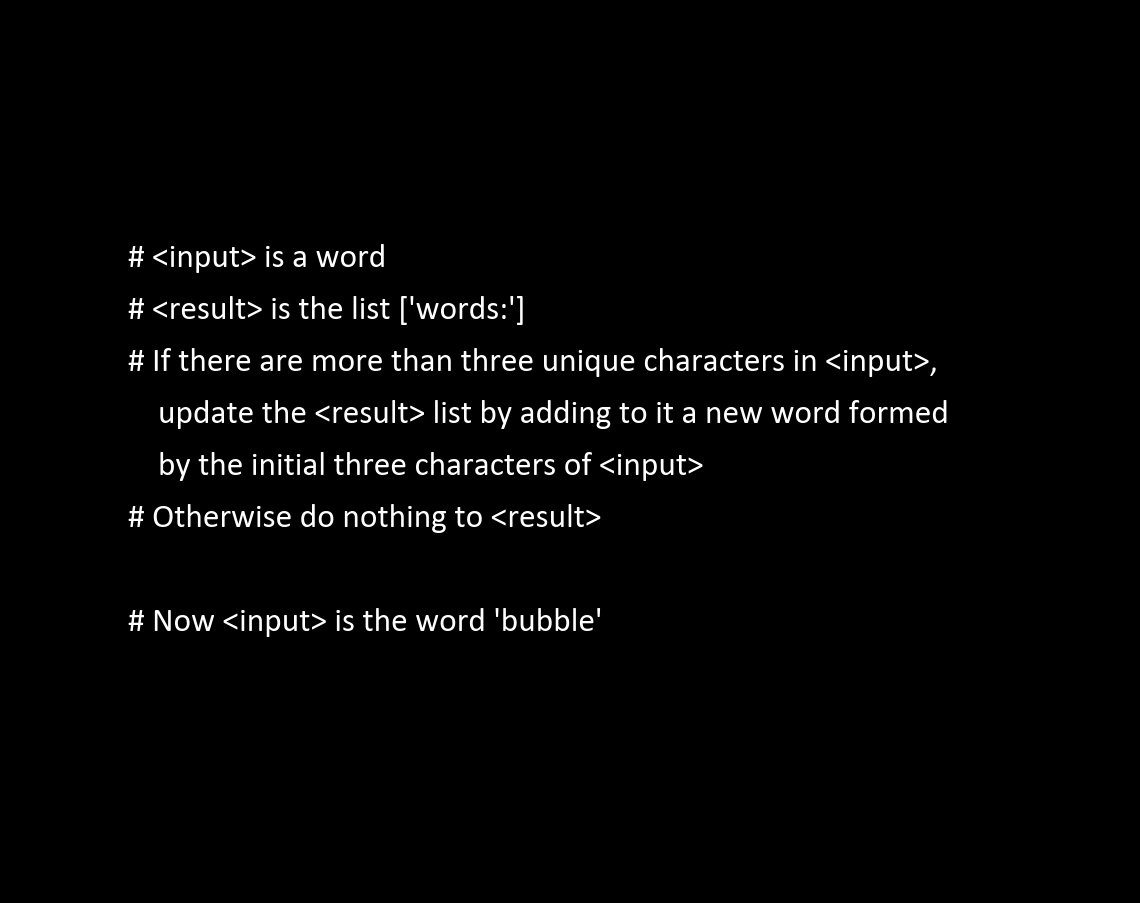 # <input> is a word
# <result> is the list ['words:']
# If there are more than three unique characters in <input>,
update the <result> list by adding to it a new word formed
by the initial three characters of <input>
# Otherwise do nothing to <result>
# Now <input> is the word 'bubble'